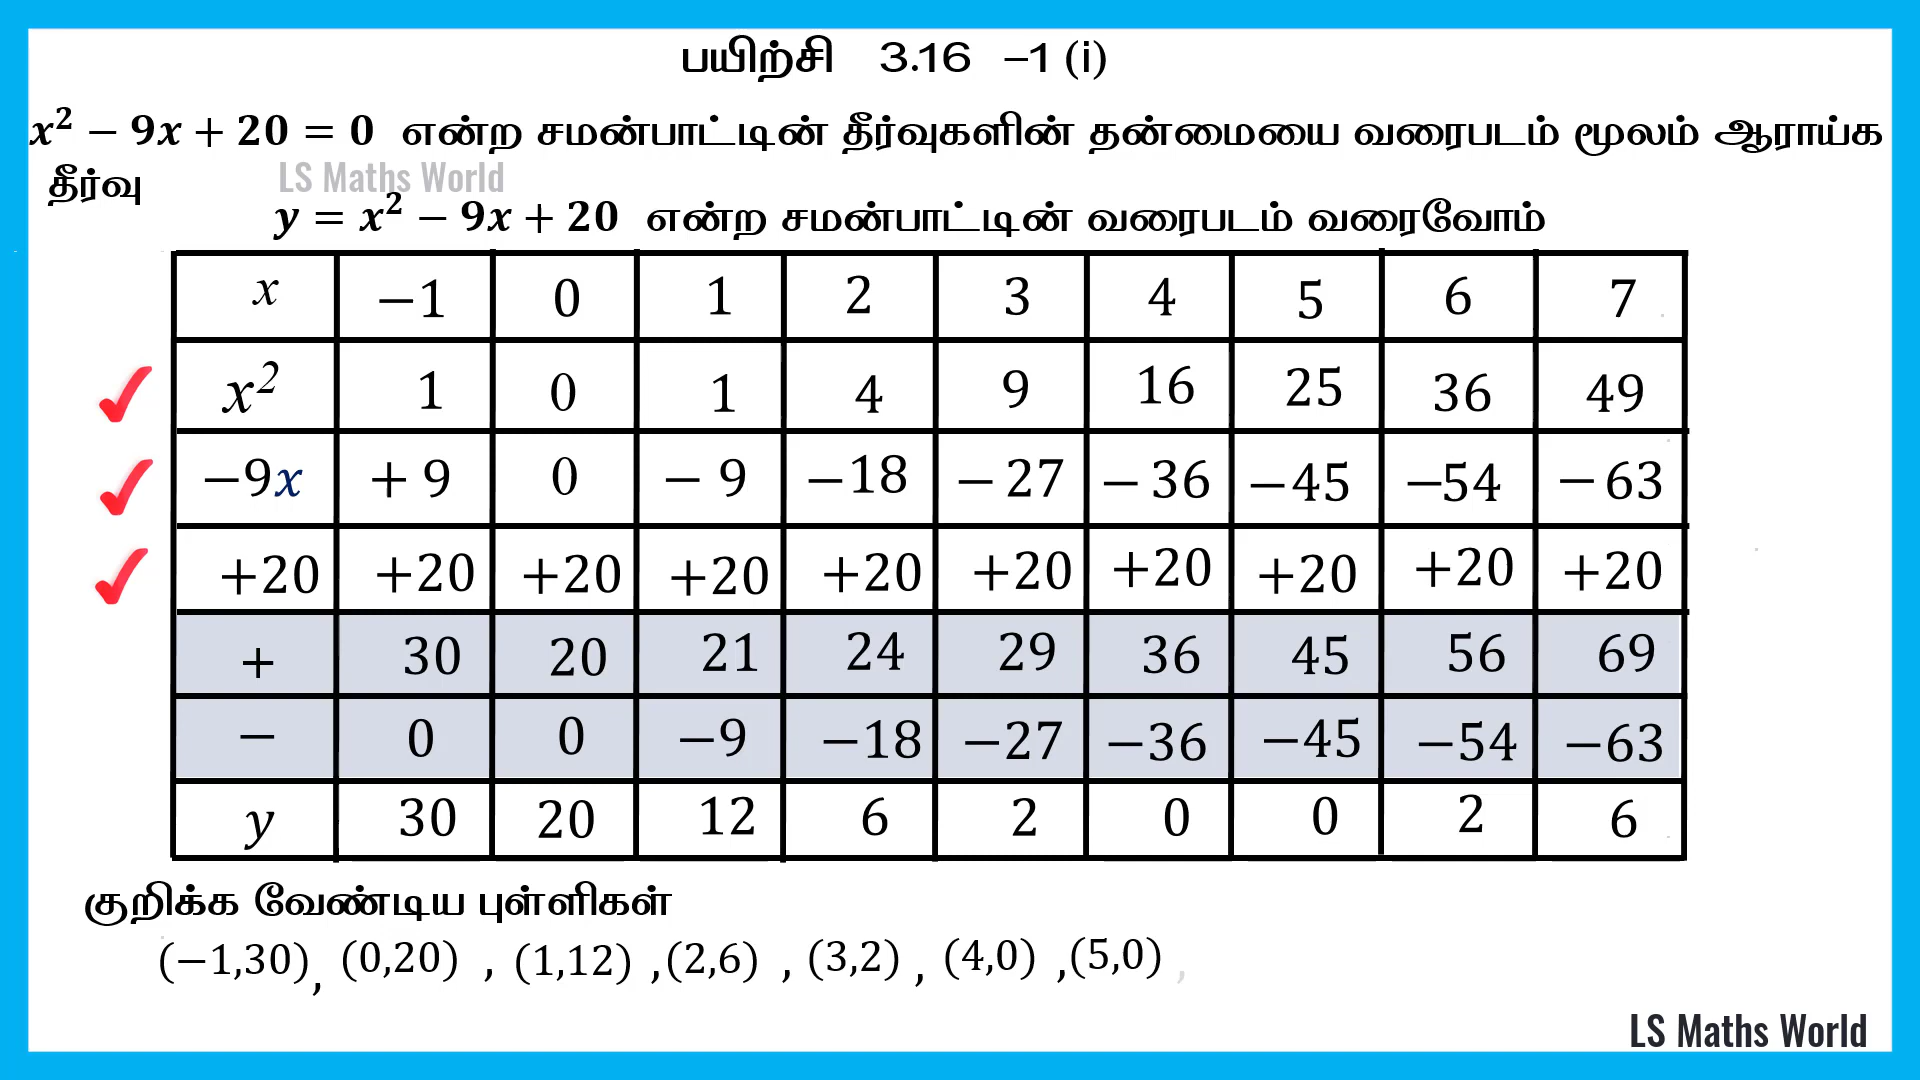 பயிற்சி 3.16 –1 (i)
x² − 9x + 20 = 0 என்ற சமன்பாட்டின் தீர்வுகளின் தன்மையை வரைபடம் மூலம் ஆராய்க
தீர்வு LS Maths World
y = x² − 9x + 20 என்ற சமன்பாட்டின் வரைபடம் வரைவோம்
x −1 0 1 2 3 4 5 6 7
x² 1 0 1 4 9 16 25 36 49
−9x + 9 0 − 9 −18 − 27 − 36 −45 −54 − 63
+20 +20 +20 +20 +20 +20 +20 +20 +20 +20
+ 30 20 21 24 29 36 45 56 69
− 0 0 −9 −18 −27 −36 −45 −54 −63
y 30 20 12 6 2 0 0 2 6
குறிக்க வேண்டிய புள்ளிகள்
(−1,30) , (0,20) , (1,12) , (2,6) , (3,2) , (4,0) , (5,0) ,
LS Maths World